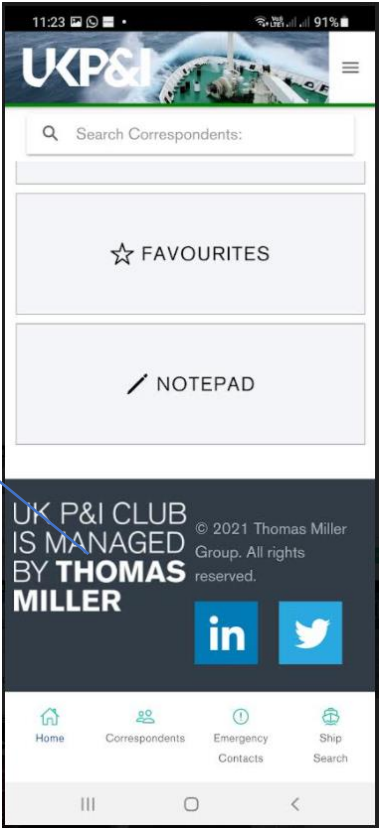 11:23 91%
UKP&I
Search Correspondents:
FAVOURITES
NOTEPAD
UK P&I CLUB
IS MANAGED
BY THOMAS
MILLER
© 2021 Thomas Miller
Group. All rights
reserved.
in
Home
Correspondents
Emergency
Contacts
Ship
Search